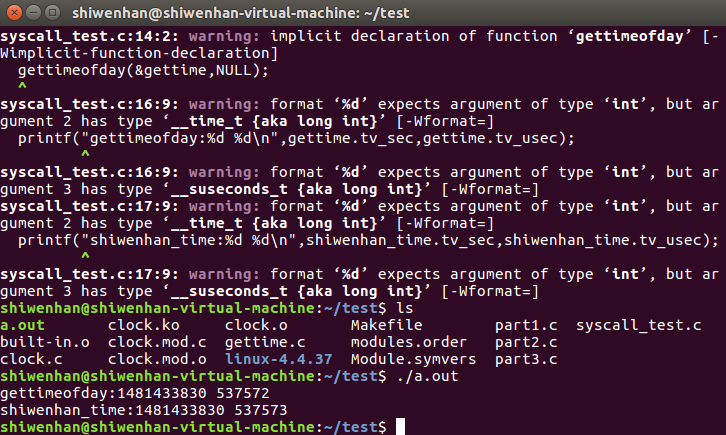 shiwenhan@shiwenhan-virtual-machine: ~/test
syscall_test.c:14:2: warning: implicit declaration of function ‘gettimeofday’ [-
Wimplicit-function-declaration]
  gettimeofday(&gettime,NULL);
  ^
syscall_test.c:16:9: warning: format ‘%d’ expects argument of type ‘int’, but ar
gument 2 has type ‘__time_t {aka long int}’ [-Wformat=]
  printf("gettimeofday:%d %d\n",gettime.tv_sec,gettime.tv_usec);
         ^
syscall_test.c:16:9: warning: format ‘%d’ expects argument of type ‘int’, but ar
gument 3 has type ‘__suseconds_t {aka long int}’ [-Wformat=]
syscall_test.c:17:9: warning: format ‘%d’ expects argument of type ‘int’, but ar
gument 2 has type ‘__time_t {aka long int}’ [-Wformat=]
  printf("shiwenhan_time:%d %d\n",shiwenhan_time.tv_sec,shiwenhan_time.tv_usec);
         ^
syscall_test.c:17:9: warning: format ‘%d’ expects argument of type ‘int’, but ar
gument 3 has type ‘__suseconds_t {aka long int}’ [-Wformat=]
shiwenhan@shiwenhan-virtual-machine:~/test$ ls
a.out       clock.ko     clock.o       Makefile        part1.c  syscall_test.c
built-in.o  clock.mod.c  gettime.c     modules.order   part2.c
clock.c     clock.mod.o  linux-4.4.37  Module.symvers  part3.c
shiwenhan@shiwenhan-virtual-machine:~/test$ ./a.out
gettimeofday:1481433830 537572
shiwenhan_time:1481433830 537573
shiwenhan@shiwenhan-virtual-machine:~/test$